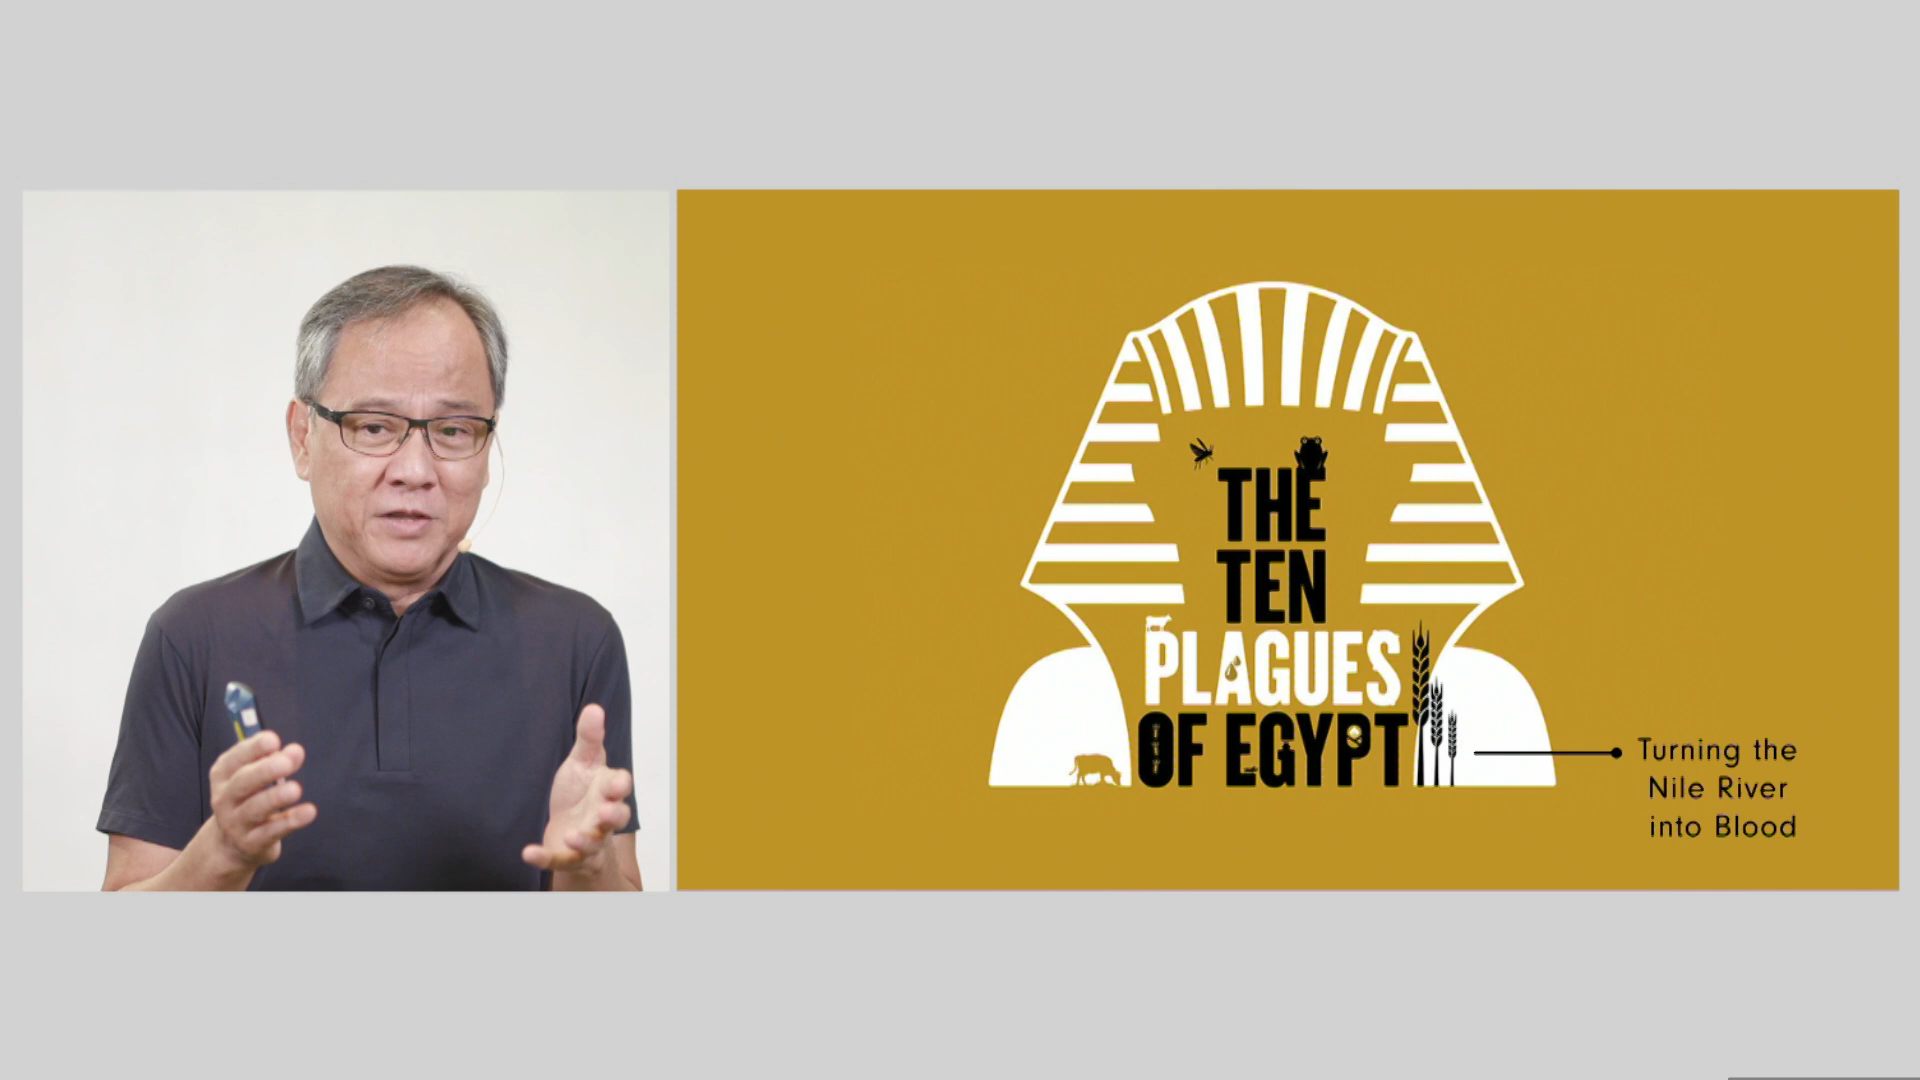 THE
TEN
PLAGUES
OF EGYPT
Turning the
Nile River
into Blood